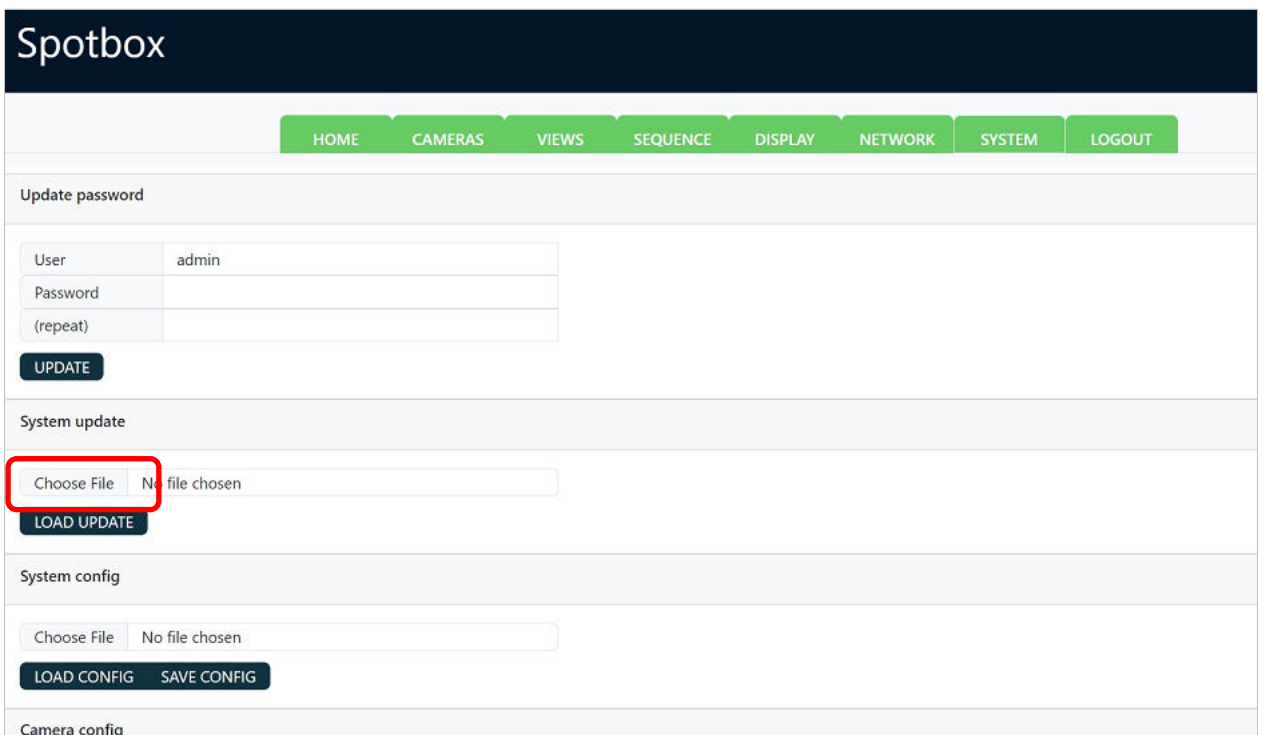 Spotbox
HOME CAMERAS VIEWS SEQUENCE DISPLAY NETWORK SYSTEM LOGOUT
Update password
User admin
Password
(repeat)
UPDATE
System update
Choose File No file chosen
LOAD UPDATE
System config
Choose File No file chosen
LOAD CONFIG SAVE CONFIG
Camera config